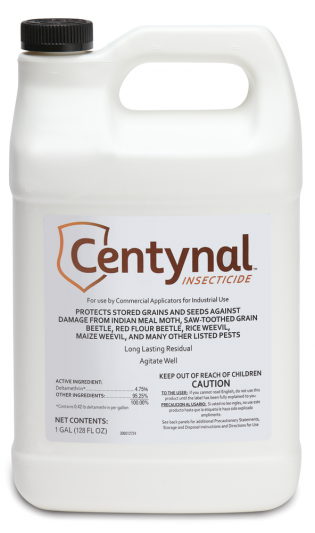 Centynal™
INSECTICIDE
For use by Commercial Applicators for Industrial Use
PROTECTS STORED GRAINS AND SEEDS AGAINST
DAMAGE FROM INDIAN MEAL MOTH, SAW-TOOTHED GRAIN
BEETLE, RED FLOUR BEETLE, RICE WEEVIL,
MAIZE WEEVIL, AND MANY OTHER LISTED PESTS
Long Lasting Residual
Agitate Well
KEEP OUT OF REACH OF CHILDREN
CAUTION
ACTIVE INGREDIENT:
Deltamethrin*............4.75%
OTHER INGREDIENTS:............95.25%
100.00%
*Contains 0.40 lb deltamethrin per gallon
NET CONTENTS:
1 GAL (128 FL OZ)
TO THE USER: If you cannot read English, do not use this
product until the label has been fully explained to you.
PRECAUCION AL USARIO: Si usted no lee ingles, no use este
producto hasta que la etiqueta le haya sido explicado
ampliamente.
See back panels for additional Precautionary Statements,
Storage and Disposal Instructions and Directions for Use